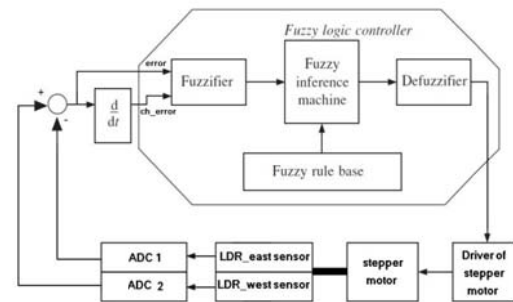 Fuzzy logic controller
+
-
error
ch_error
d
dt
Fuzzifier
Fuzzy
inference
machine
Defuzzifier
Fuzzy rule base
ADC 1
ADC 2
LDR_east sensor
LDR_west sensor
stepper
motor
Driver of
stepper
motor